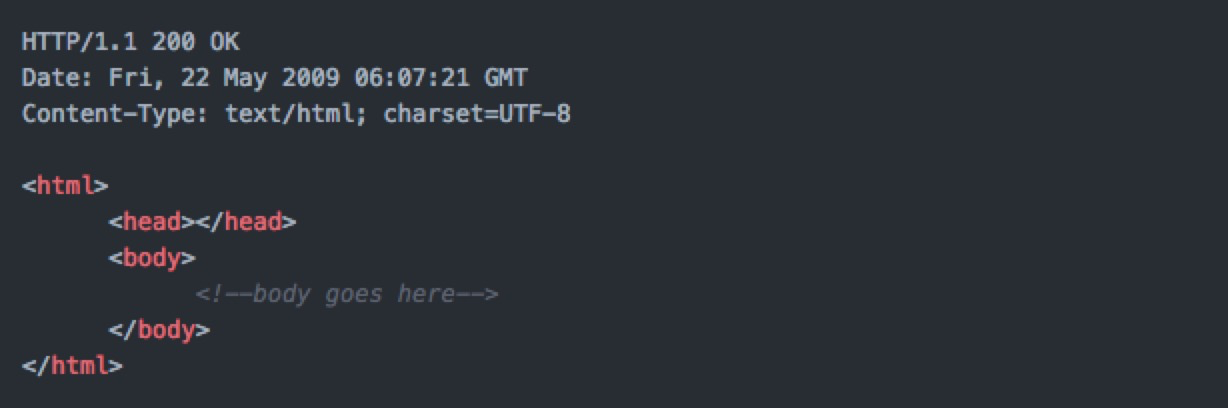 HTTP/1.1 200 OK
Date: Fri, 22 May 2009 06:07:21 GMT
Content-Type: text/html; charset=UTF-8
<html>
<head></head>
<body>
<!--body goes here-->
</body>
</html>